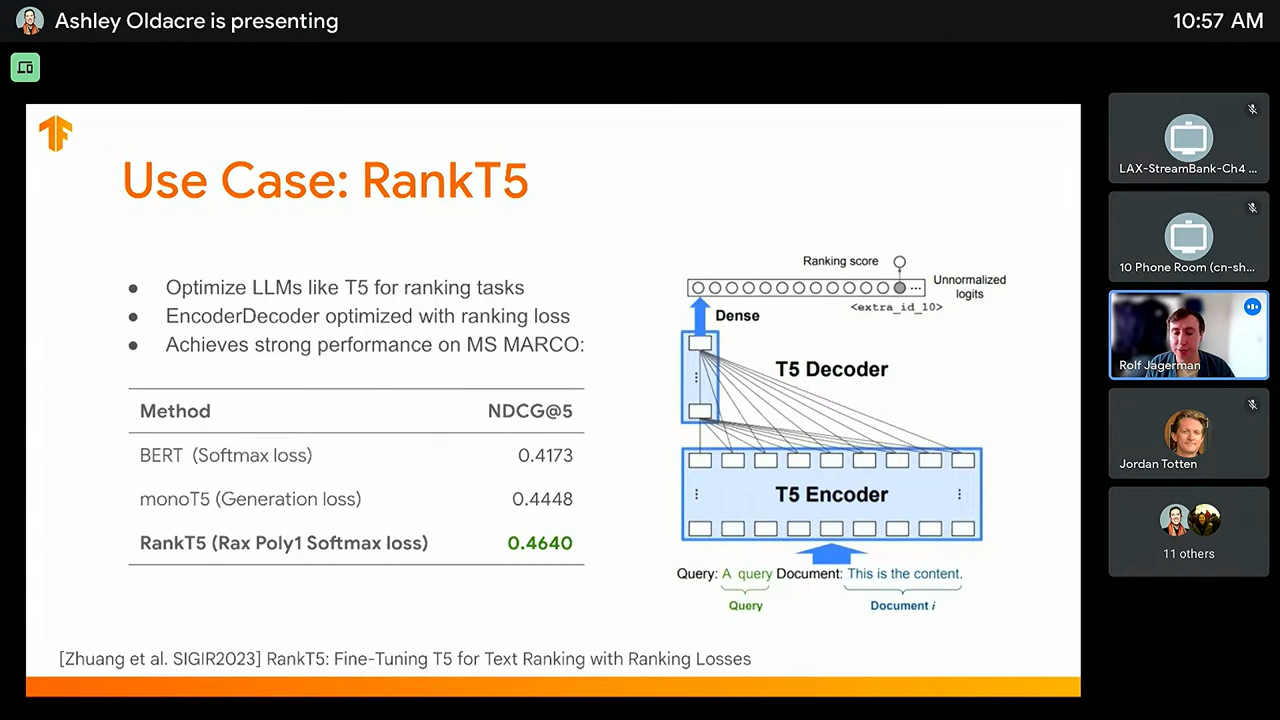 Ashley Oldacre is presenting
10:57 AM
Use Case: RankT5
● Optimize LLMs like T5 for ranking tasks
● EncoderDecoder optimized with ranking loss
● Achieves strong performance on MS MARCO:
Method NDCG@5
BERT (Softmax loss) 0.4173
monoT5 (Generation loss) 0.4448
RankT5 (Rax Poly1 Softmax loss) 0.4640
Ranking score
Unnormalized
logits
<extra_id_10>
Dense
T5 Decoder
T5 Encoder
Query: A query Document: This is the content.
Query
Document i
[Zhuang et al. SIGIR2023] RankT5: Fine-Tuning T5 for Text Ranking with Ranking Losses
LAX-StreamBank-Ch4 ...
10 Phone Room (cn-sh...
Rolf Jagerman
Jordan Totten
11 others